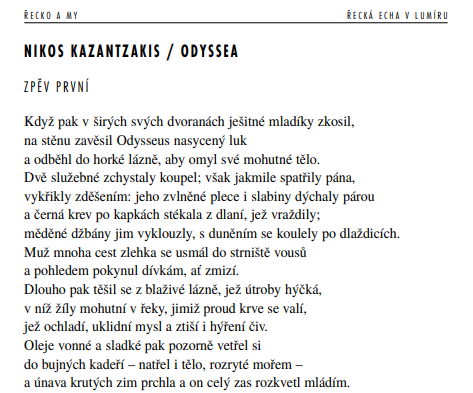 Řecko a my
Řecká echa v Lumíru
NIKOS KAZANTZAKIS / ODYSSEA
ZPĚV PRVNÍ
Když pak v širých svých dvoranách ješitné mladíky zkosil,
na stěnu zavěsil Odysseus nasycený luk
a odběhl do horké lázně, aby omyl své mohutné tělo.
Dvě služebné zchystaly koupel; však jakmile spatřily pána,
vykřikly zděšením: jeho zvlněné plece i slabiny dýchaly párou
a černá krev po kapkách stékala z dlaní, jež vraždily;
měděné džbány jim vyklouzly, s duněním se koulely po dlaždicích.
Muž mnoha cest zlehka se usmál do strniště vousů
a pohledem pokynul dívkám, ať zmizí.
Dlouho pak těšil se z blaživé lázně, jež útroby hýčká,
v níž žíly mohutní v řeky, jimiž proud krve se valí,
jež ochladí, uklidní mysl a ztiší i hýření čiv.
Oleje vonné a sladké pak pozorně vetřel si
do bujných kadeří – natřel i tělo, rozryté mořem –
a únava krutých zim prchla a on celý zas rozkvetl mládím.